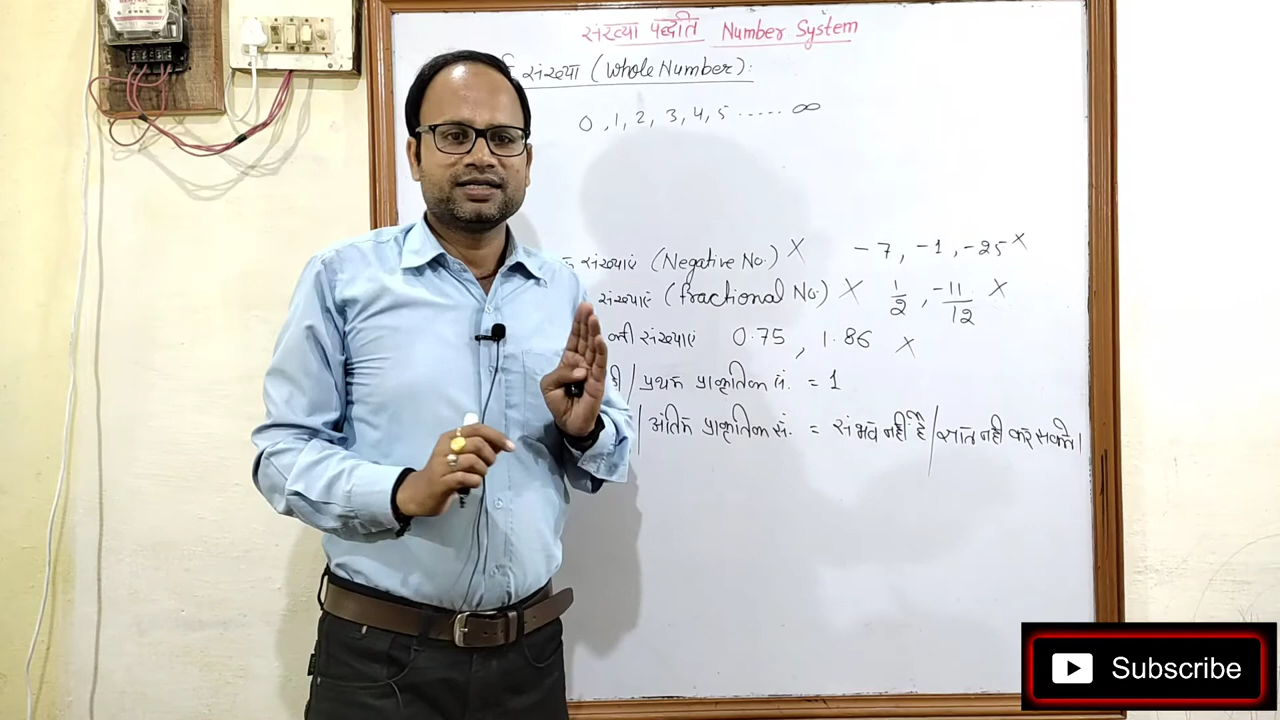 संख्या पद्धति Number System
संख्या (Whole Number):
0, 1, 2, 3, 4, 5 ..... ∞
संख्याएं (Negative No.) × -7, -1, -25 ×
संख्याएं (fractional No.) × 1/2, -11/12 ×
संख्याएं 0.75, 1.86 ×
/ प्रथम प्राकृतिक सं. = 1
/ अंतिम प्राकृतिक सं. = संभव नहीं है / ज्ञात नहीं कर सकते।
Subscribe